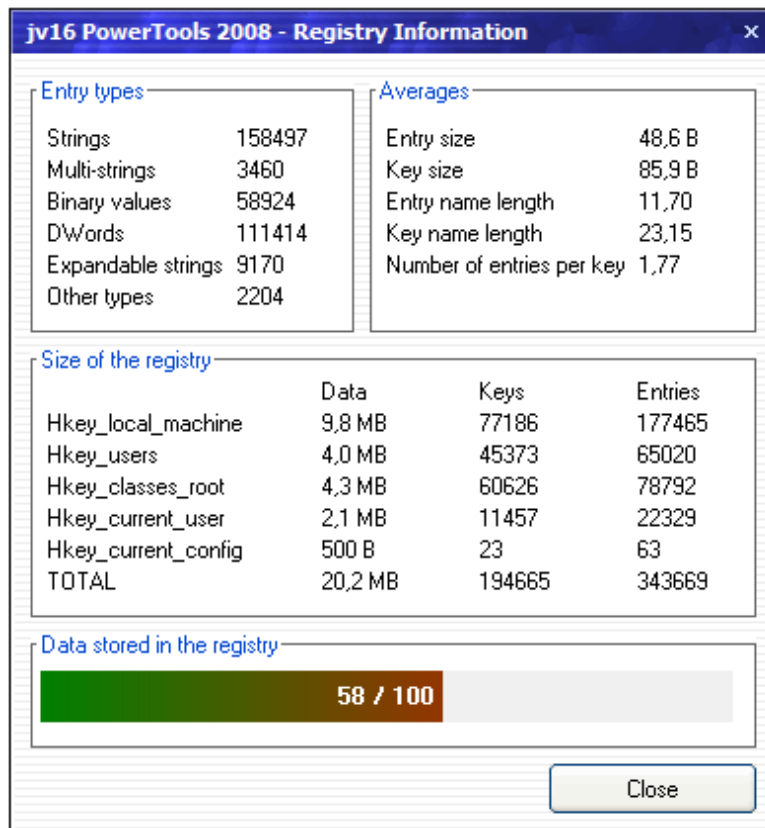 jv16 PowerTools 2008 - Registry Information
Entry types
Strings 158497
Multi-strings 3460
Binary values 58924
DWords 111414
Expandable strings 9170
Other types 2204
Averages
Entry size 48,6 B
Key size 85,9 B
Entry name length 11,70
Key name length 23,15
Number of entries per key 1,77
Size of the registry
Data Keys Entries
Hkey_local_machine 9,8 MB 77186 177465
Hkey_users 4,0 MB 45373 65020
Hkey_classes_root 4,3 MB 60626 78792
Hkey_current_user 2,1 MB 11457 22329
Hkey_current_config 500 B 23 63
TOTAL 20,2 MB 194665 343669
Data stored in the registry
58 / 100
Close